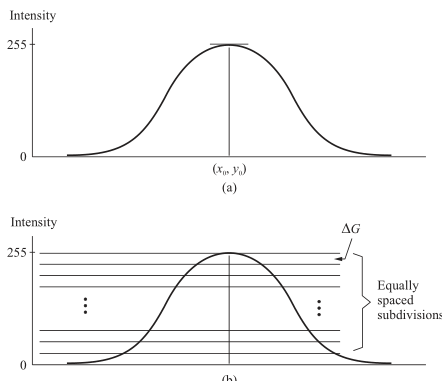 Intensity
255
0
(x₀, y₀)
(a)
Intensity
ΔG
255
Equally
spaced
subdivisions
0
(b)